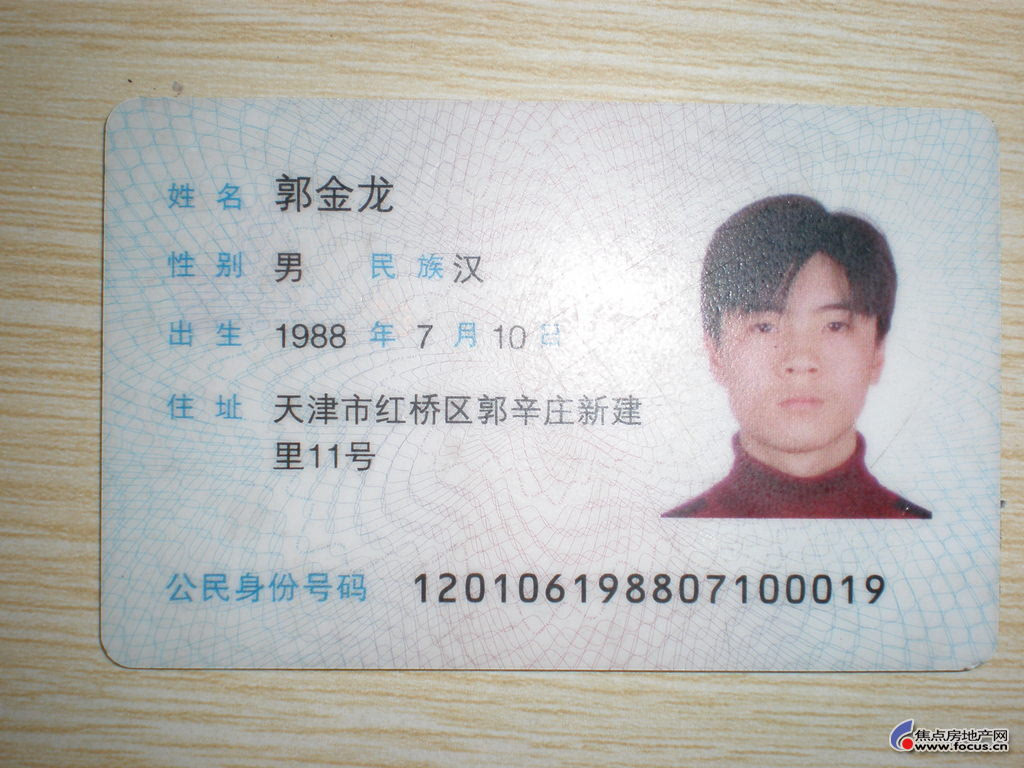 姓 名 郭金龙
性 别 男 民 族 汉
出 生 1988 年 7 月 10 日
住 址 天津市红桥区郭辛庄新建
里11号
公民身份号码 120106198807100019
焦点房地产网
www.focus.cn